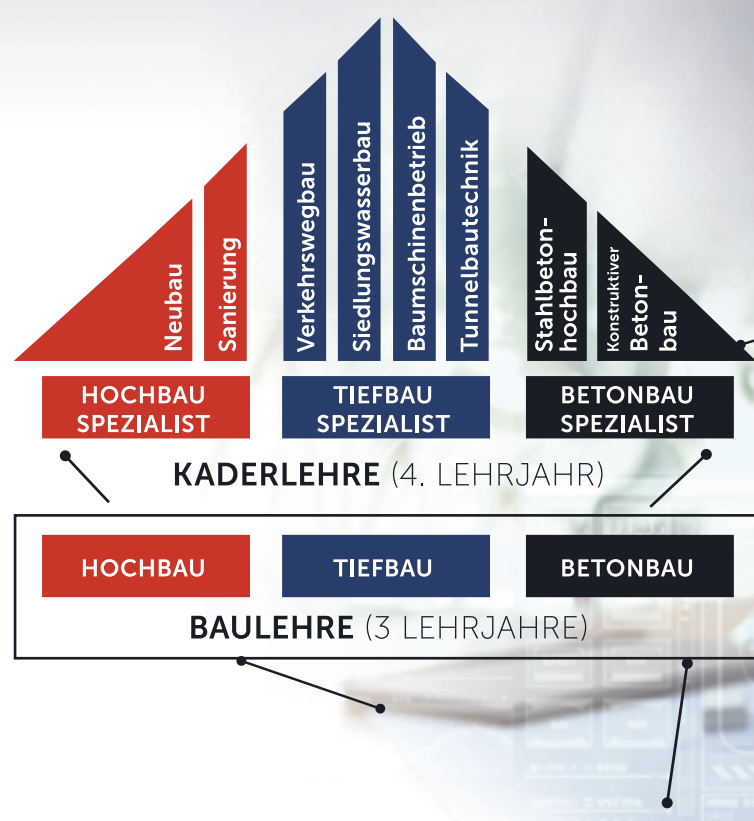 Neubau
Sanierung
Verkehrswegbau
Siedlungswasserbau
Baumschinenbetrieb
Tunnelbautechnik
Stahlbeton-
hochbau
Konstruktiver
Beton-
bau
HOCHBAU
SPEZIALIST
TIEFBAU
SPEZIALIST
BETONBAU
SPEZIALIST
KADERLEHRE (4. LEHRJAHR)
HOCHBAU
TIEFBAU
BETONBAU
BAULEHRE (3 LEHRJAHRE)